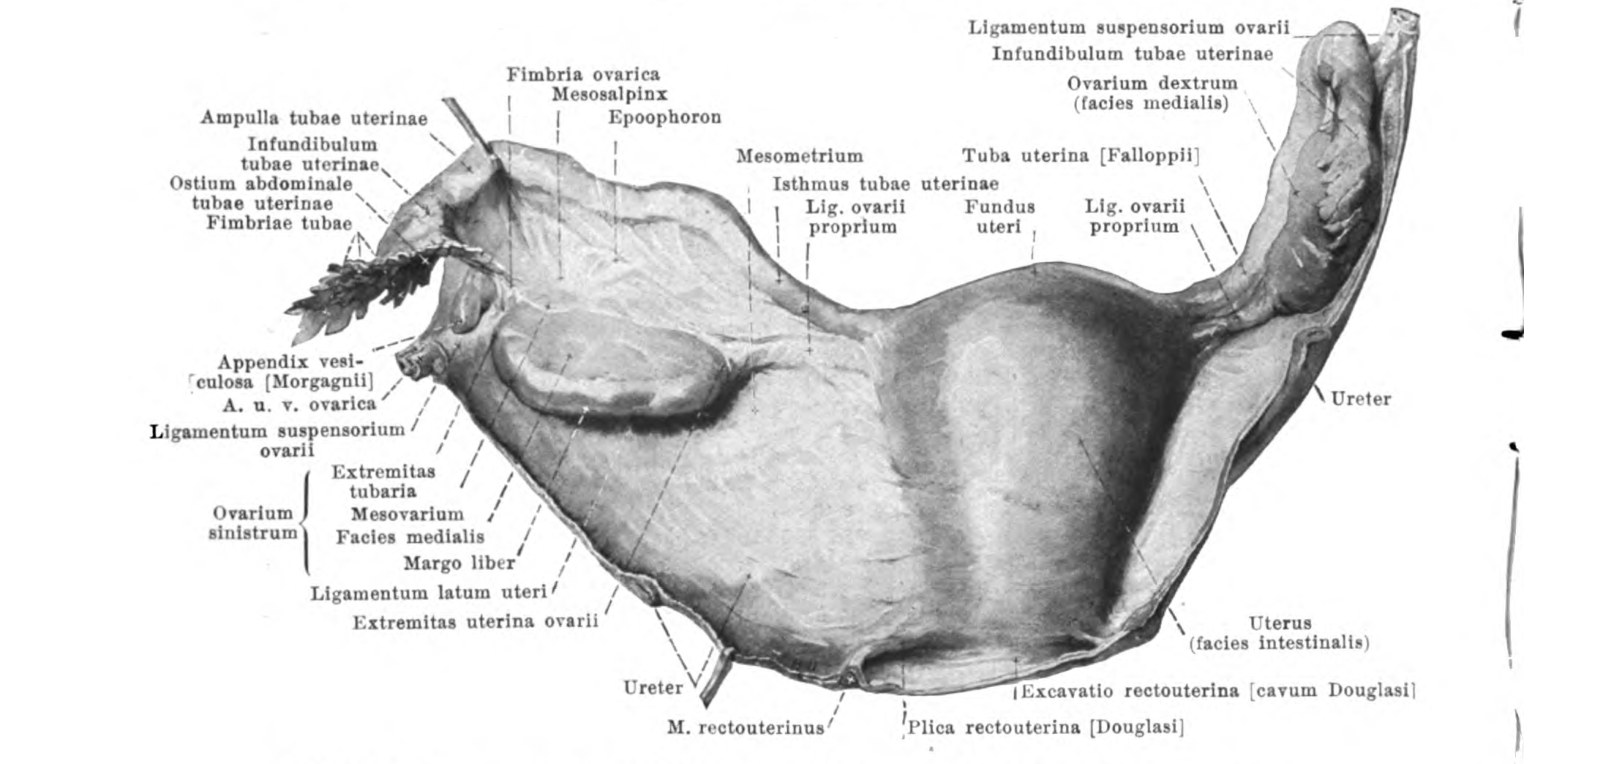 Ligamentum suspensorium ovarii
Infundibulum tubae uterinae
Ovarium dextrum
(facies medialis)
Fimbria ovarica
Mesosalpinx
Epoophoron
Ampulla tubae uterinae
Infundibulum
tubae uterinae
Ostium abdominale
tubae uterinae
Fimbriae tubae
Mesometrium
Isthmus tubae uterinae
Lig. ovarii
proprium
Fundus
uteri
Tuba uterina [Falloppii]
Lig. ovarii
proprium
Appendix vesi-
culosa [Morgagnii]
A. u. v. ovarica
Ligamentum suspensorium
ovarii
Ovarium
sinistrum
Extremitas
tubaria
Mesovarium
Facies medialis
Margo liber
Ligamentum latum uteri
Extremitas uterina ovarii
Ureter
M. rectouterinus
Ureter
Uterus
(facies intestinalis)
Excavatio rectouterina [cavum Douglasi]
Plica rectouterina [Douglasi]